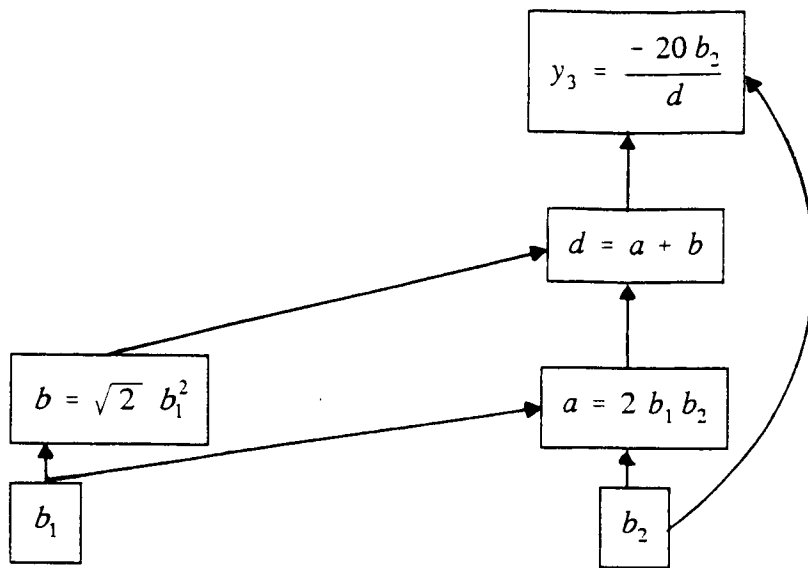 y₃ = - 20 b₂ / d
d = a + b
b = √2 b₁²
a = 2 b₁ b₂
b₁
b₂